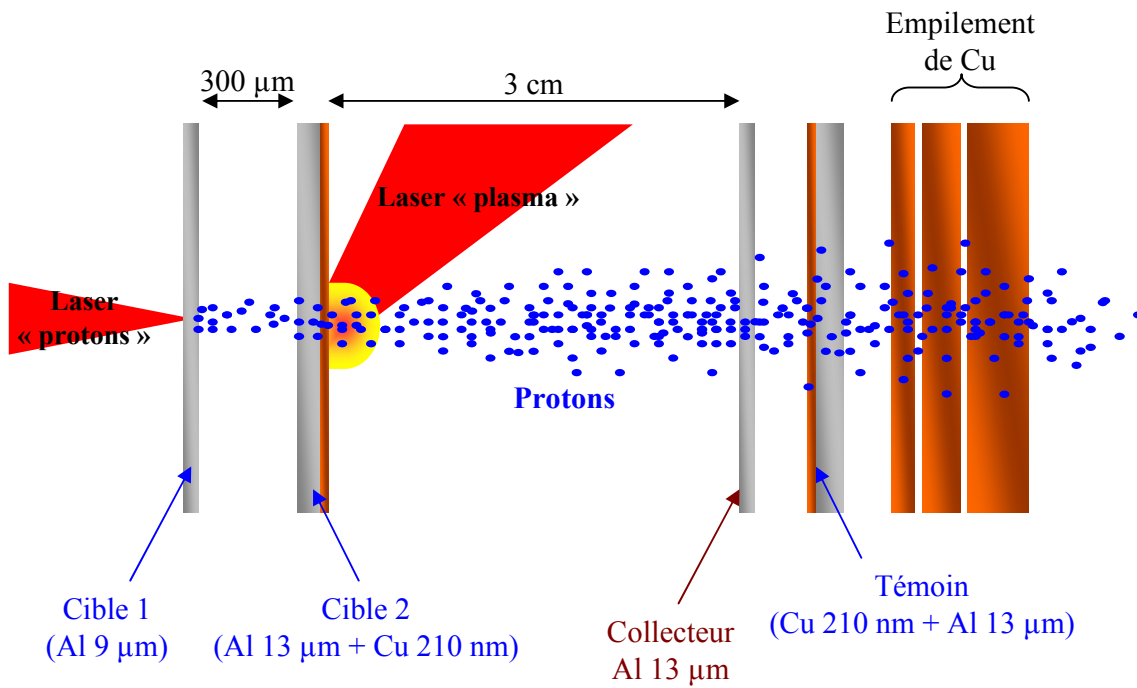 Empilement
de Cu
300 µm
3 cm
Laser « plasma »
Laser
« protons »
Protons
Cible 1
(Al 9 µm)
Cible 2
(Al 13 µm + Cu 210 nm)
Collecteur
Al 13 µm
Témoin
(Cu 210 nm + Al 13 µm)